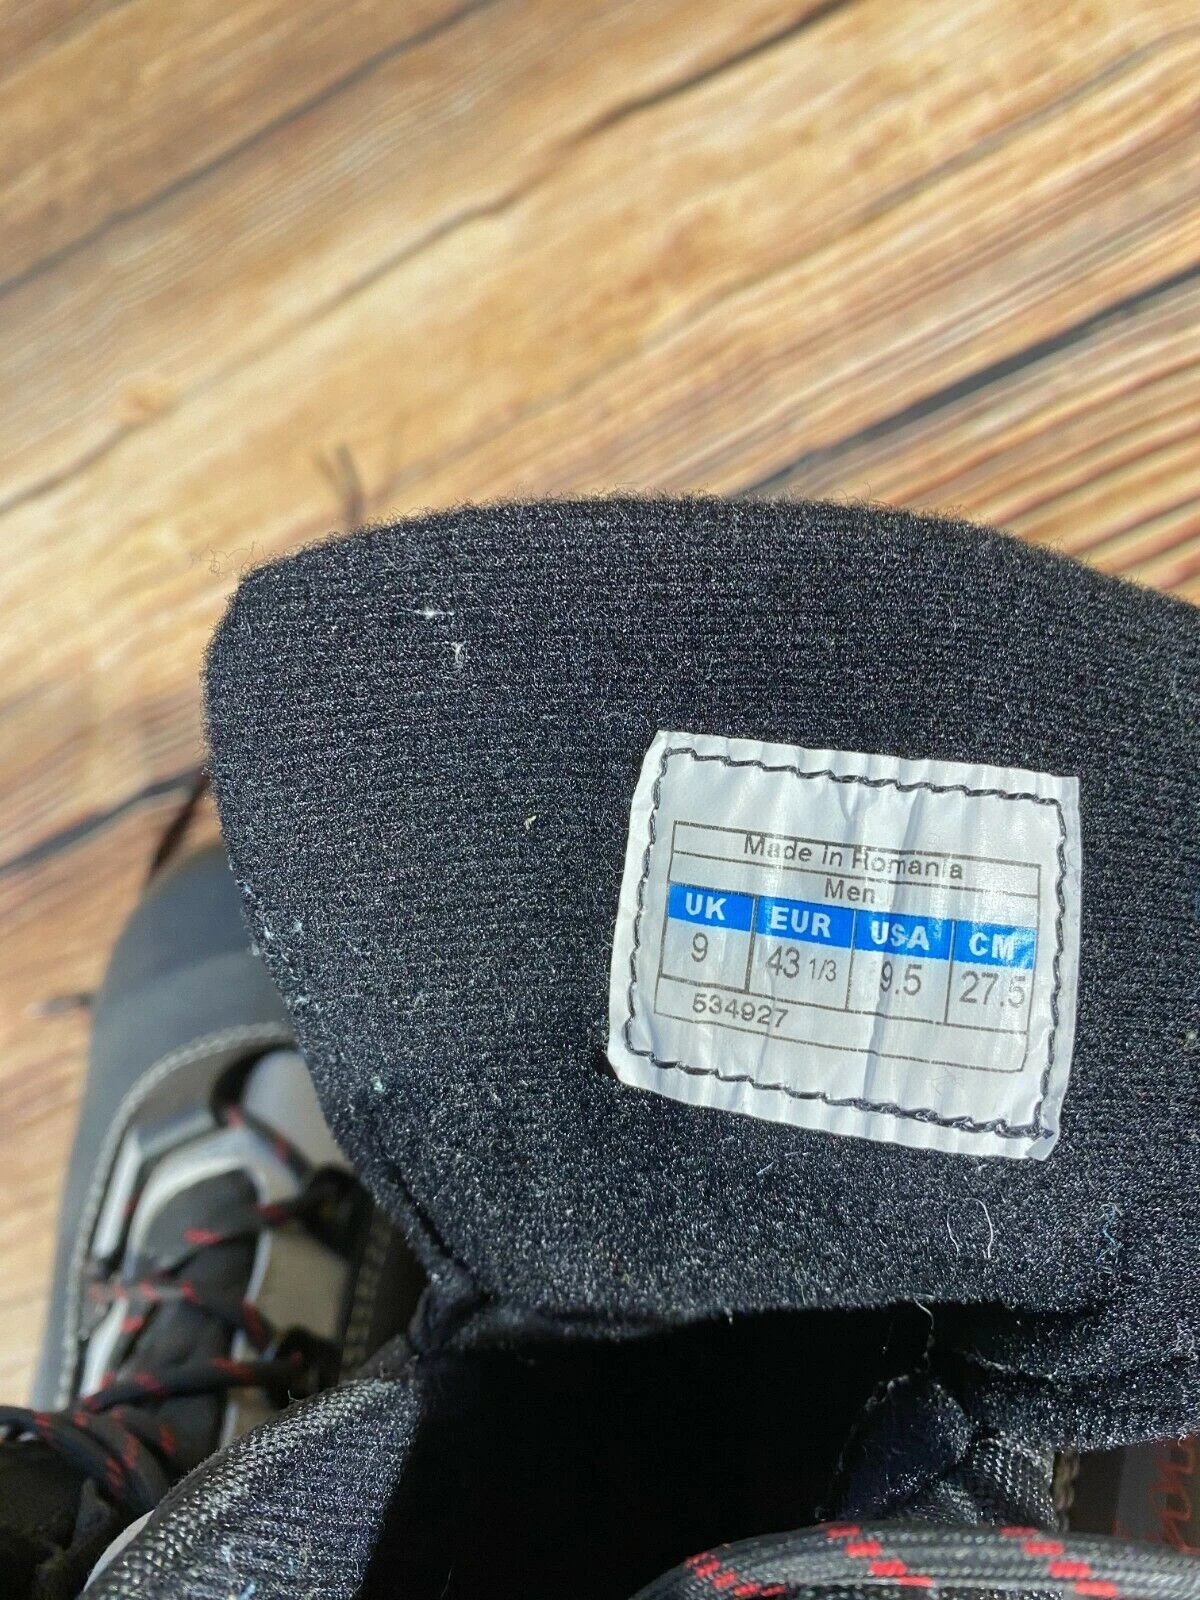 Made in Romania
Men
UK EUR USA CM
9 43 1/3 9.5 27.5
534927